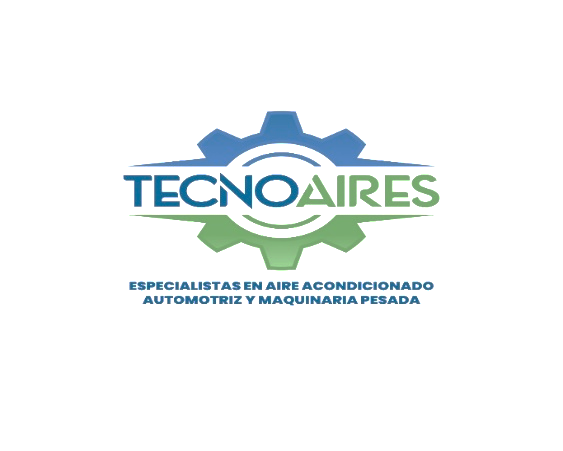 TECNOAIRES
ESPECIALISTAS EN AIRE ACONDICIONADO
AUTOMOTRIZ Y MAQUINARIA PESADA